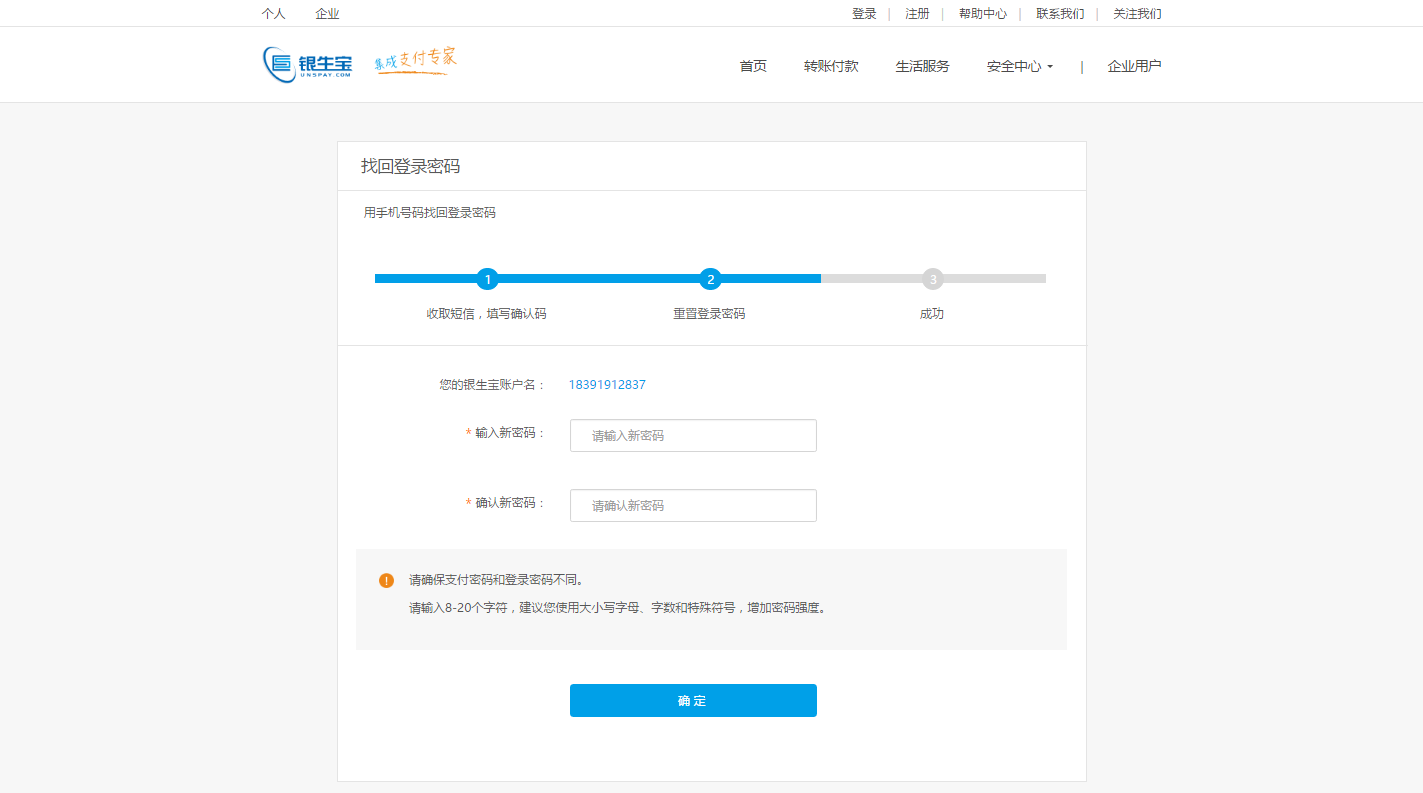 个人 企业 登录 | 注册 | 帮助中心 | 联系我们 | 关注我们
银生宝 集成支付专家 首页 转账付款 生活服务 安全中心 | 企业用户
UNSPAY.COM
找回登录密码
用手机号码找回登录密码
1 2 3
收取短信，填写确认码 重置登录密码 成功
您的银生宝账户名： 18391912837
* 输入新密码： 请输入新密码
* 确认新密码： 请确认新密码
! 请确保支付密码和登录密码不同。
请输入8-20个字符，建议您使用大小写字母、字数和特殊符号，增加密码强度。
确 定